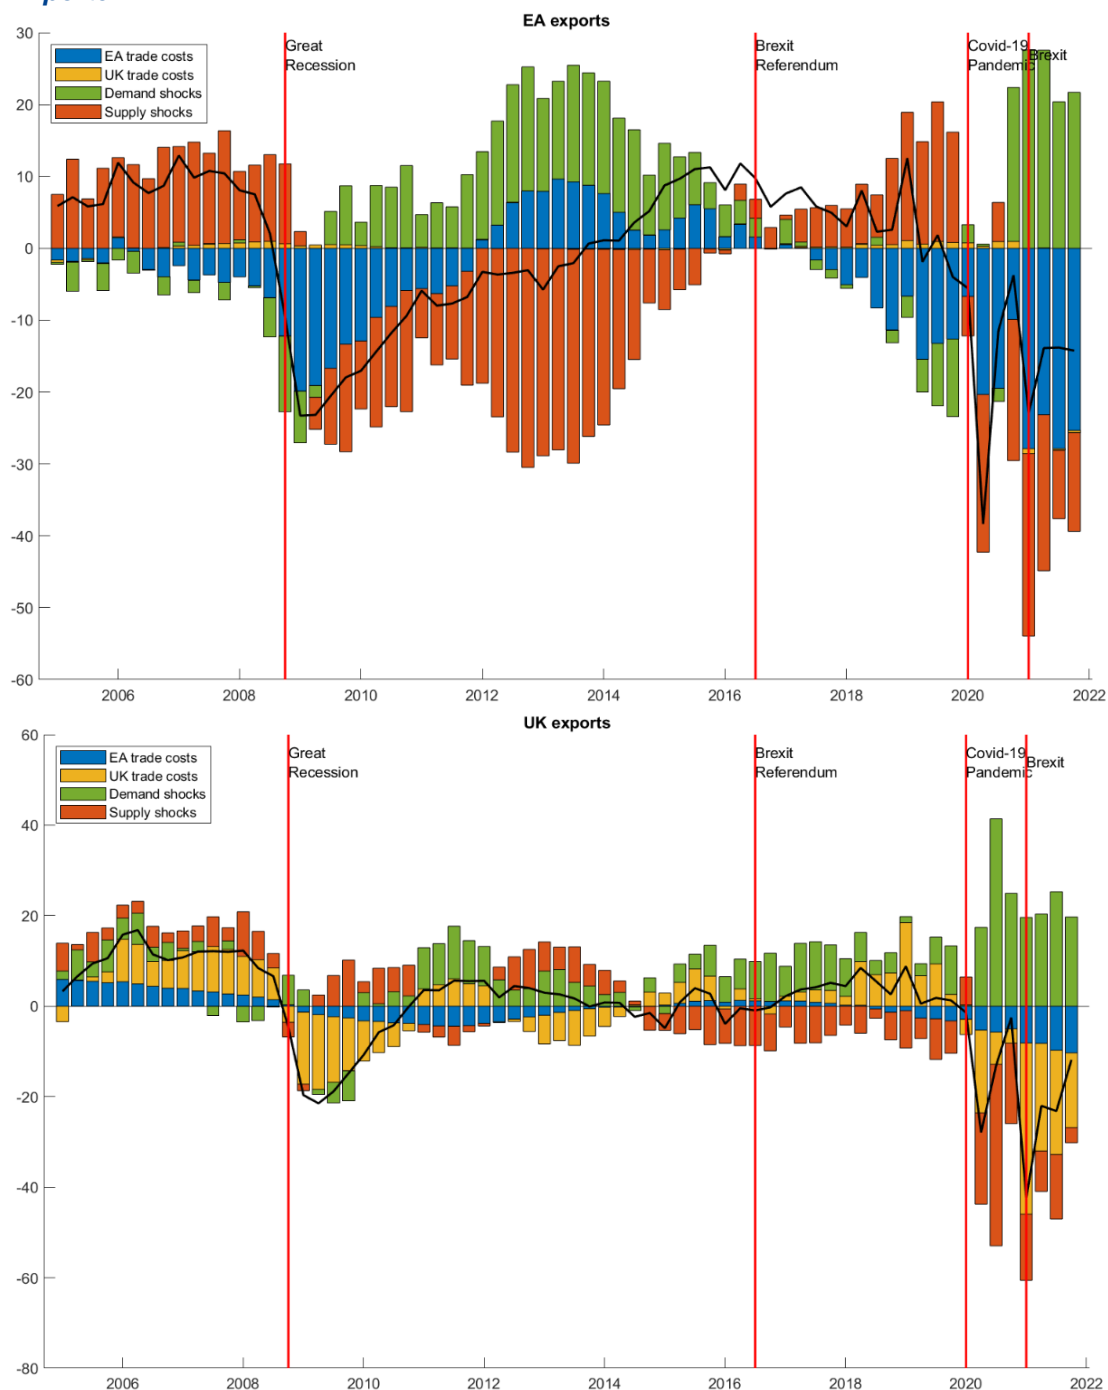 EA exports
30
20
10
0
-10
-20
-30
-40
-50
-60
EA trade costs
UK trade costs
Demand shocks
Supply shocks
Great
Recession
Brexit
Referendum
Covid-19
Pandemic
Brexit
2006
2008
2010
2012
2014
2016
2018
2020
2022
UK exports
60
40
20
0
-20
-40
-60
-80
EA trade costs
UK trade costs
Demand shocks
Supply shocks
Great
Recession
Brexit
Referendum
Covid-19
Pandemic
Brexit
2006
2008
2010
2012
2014
2016
2018
2020
2022